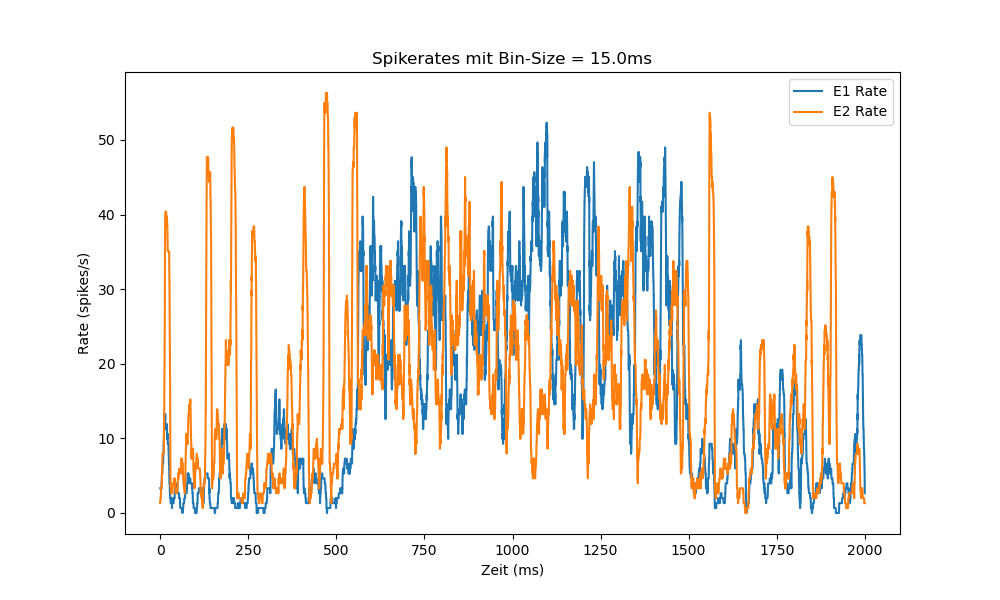 Spikerates mit Bin-Size = 15.0ms
E1 Rate
E2 Rate
Rate (spikes/s)
50
40
30
20
10
0
0 250 500 750 1000 1250 1500 1750 2000
Zeit (ms)